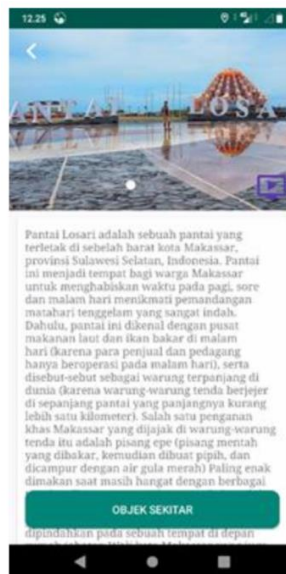 12.25
ANTAI LOSA
Pantai Losari adalah sebuah pantai yang
terletak di sebelah barat kota Makassar,
provinsi Sulawesi Selatan, Indonesia. Pantai
ini menjadi tempat bagi warga Makassar
untuk menghabiskan waktu pada pagi, sore
dan malam hari menikmati pemandangan
matahari tenggelam yang sangat indah.
Dahulu, pantai ini dikenal dengan pusat
makanan laut dan ikan bakar di malam
hari (karena para penjual dan pedagang
hanya beroperasi pada malam hari), serta
disebut-sebut sebagai warung terpanjang di
dunia (karena warung-warung tenda berjejer
di sepanjang pantai yang panjangnya kurang
lebih satu kilometer). Salah satu penganan
khas Makassar yang dijajak di warung-warung
tenda itu adalah pisang epe (pisang mentah
yang dibakar, kemudian dibuat pipih, dan
dicampur dengan air gula merah) Paling enak
dimakan saat masih hangat dengan berbagai
OBJEK SEKITAR
dipindahkan pada sebuah tempat di depan